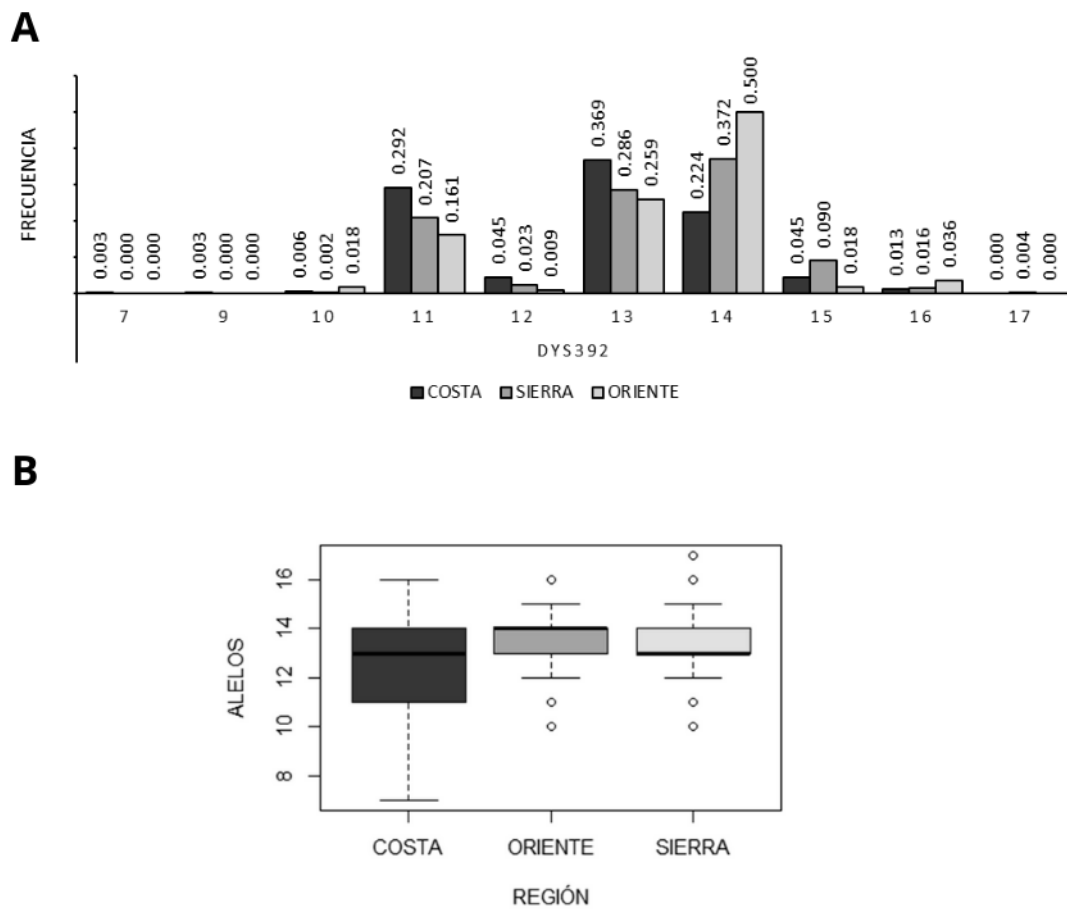 A
FRECUENCIA
0.003 0.000 0.000
0.003 0.000 0.000
0.006 0.002 0.018
0.292 0.207 0.161
0.045 0.023 0.009
0.369 0.286 0.259
0.224 0.372 0.500
0.045 0.090 0.018
0.013 0.016 0.036
0.000 0.004 0.000
7 9 10 11 12 13 14 15 16 17
DYS392
COSTA SIERRA ORIENTE
B
ALELOS
16
14
12
10
8
COSTA ORIENTE SIERRA
REGIÓN